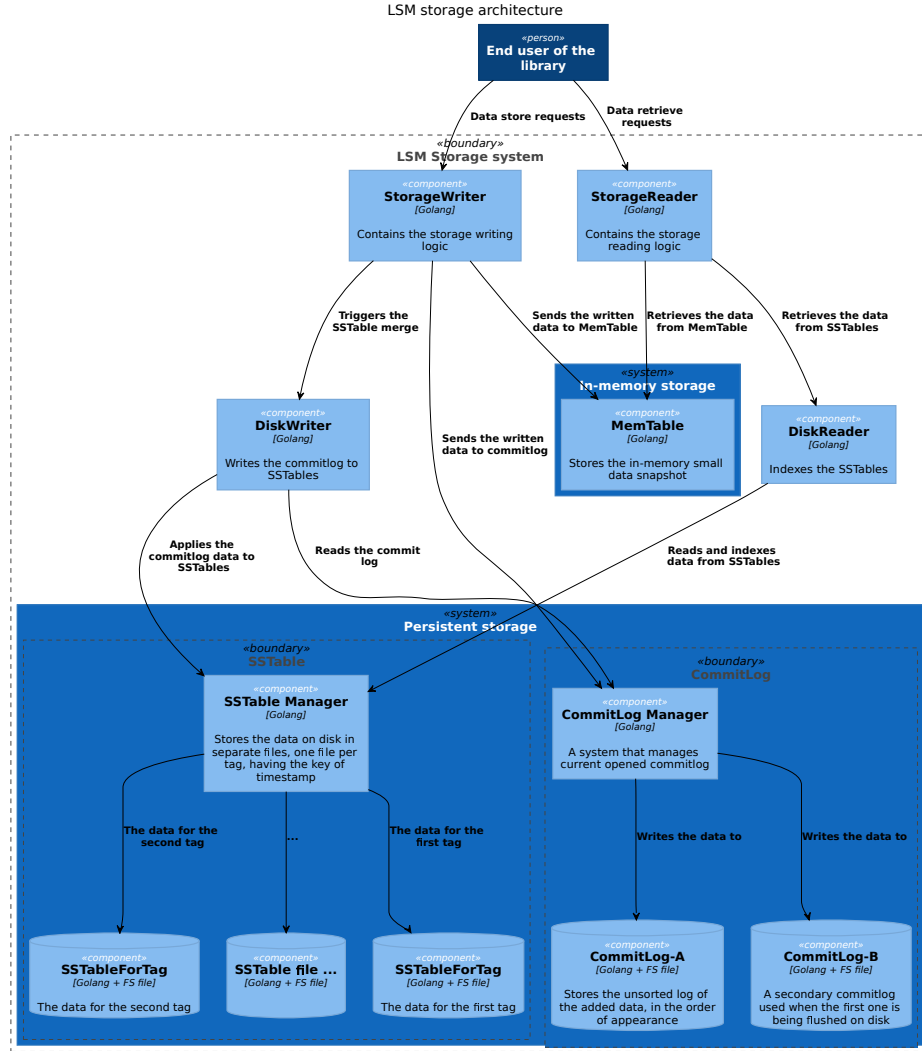 LSM storage architecture
«person»
End user of the
library
Data store requests
Data retrieve
requests
«boundary»
LSM Storage system
«component»
StorageWriter
[Golang]
Contains the storage writing
logic
«component»
StorageReader
[Golang]
Contains the storage
reading logic
Triggers the
SSTable merge
Sends the written
data to MemTable
Retrieves the data
from MemTable
Retrieves the data
from SSTables
«system»
In-memory storage
«component»
DiskWriter
[Golang]
Writes the commitlog to
SSTables
Sends the written
data to commitlog
«component»
MemTable
[Golang]
Stores the in-memory small
data snapshot
«component»
DiskReader
[Golang]
Indexes the SSTables
Applies the
commitlog data to
SSTables
Reads the commit
log
Reads and indexes
data from SSTables
«system»
Persistent storage
«boundary»
SSTable
«boundary»
CommitLog
«component»
SSTable Manager
[Golang]
Stores the data on disk in
separate files, one file per
tag, having the key of
timestamp
«component»
CommitLog Manager
[Golang]
A system that manages
current opened commitlog
The data for the
second tag
...
The data for the
first tag
Writes the data to
Writes the data to
«component»
SSTableForTag
[Golang + FS file]
The data for the second tag
«component»
SSTable file ...
[Golang + FS file]
«component»
SSTableForTag
[Golang + FS file]
The data for the first tag
«component»
CommitLog-A
[Golang + FS file]
Stores the unsorted log of
the added data, in the order
of appearance
«component»
CommitLog-B
[Golang + FS file]
A secondary commitlog
used when the first one is
being flushed on disk